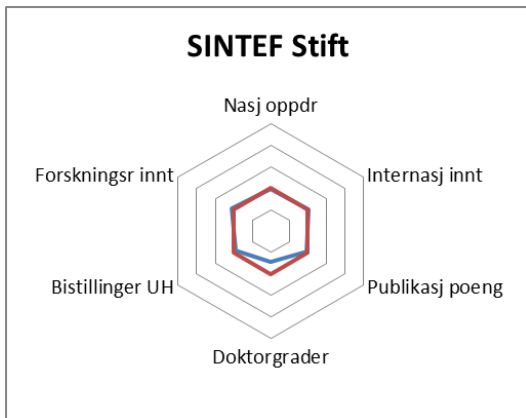 SINTEF Stift
Nasj oppdr
Forskningsr innt
Internasj innt
Bistillinger UH
Publikasj poeng
Doktorgrader